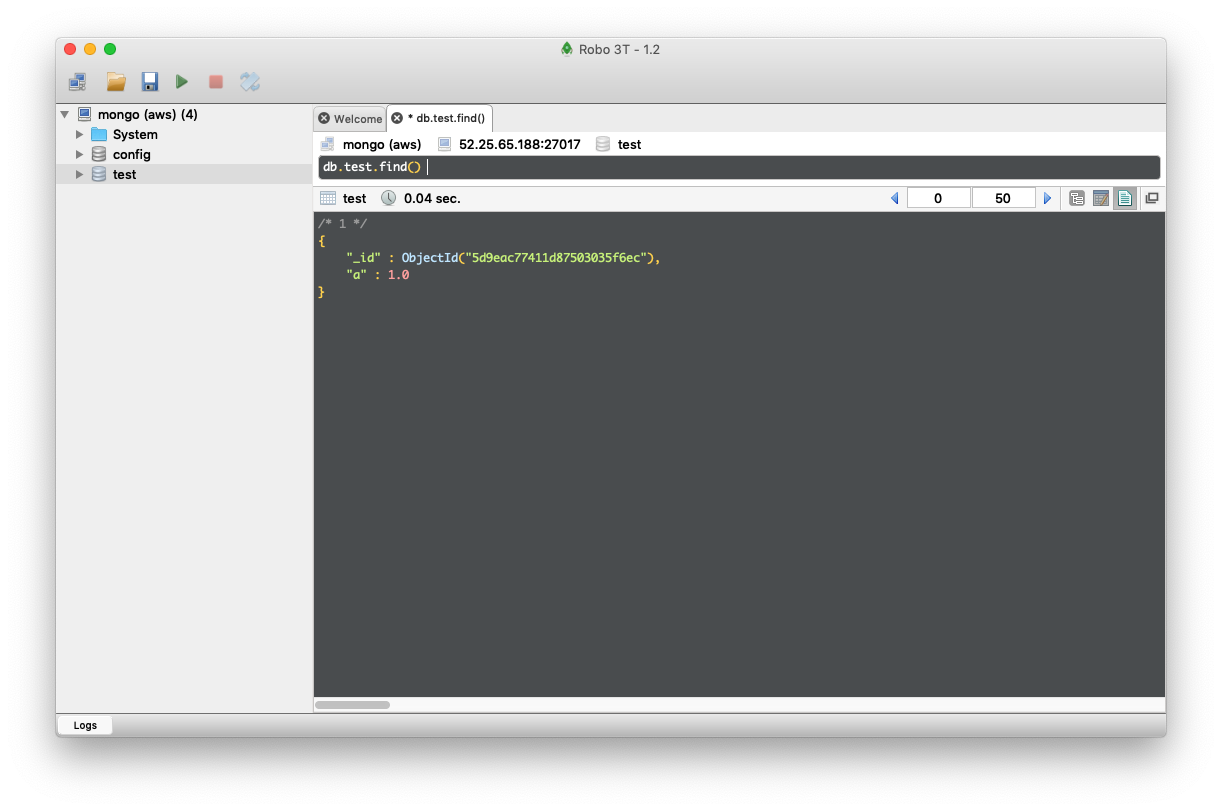 Robo 3T - 1.2
mongo (aws) (4)
System
config
test
Welcome
* db.test.find()
mongo (aws) 52.25.65.188:27017 test
db.test.find()
test 0.04 sec. 0 50
/* 1 */
{
"_id" : ObjectId("5d9eac77411d87503035f6ec"),
"a" : 1.0
}
Logs